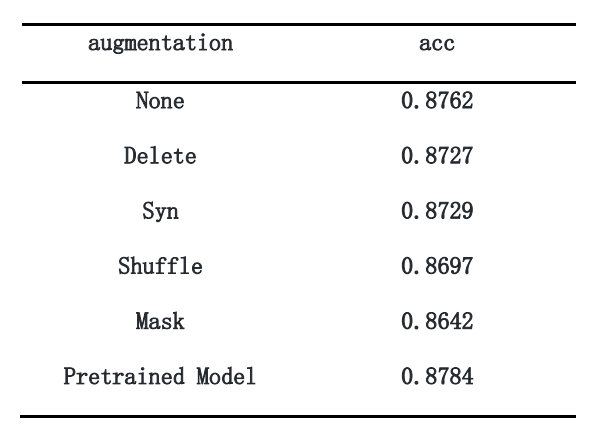 augmentation acc
None 0.8762
Delete 0.8727
Syn 0.8729
Shuffle 0.8697
Mask 0.8642
Pretrained Model 0.8784